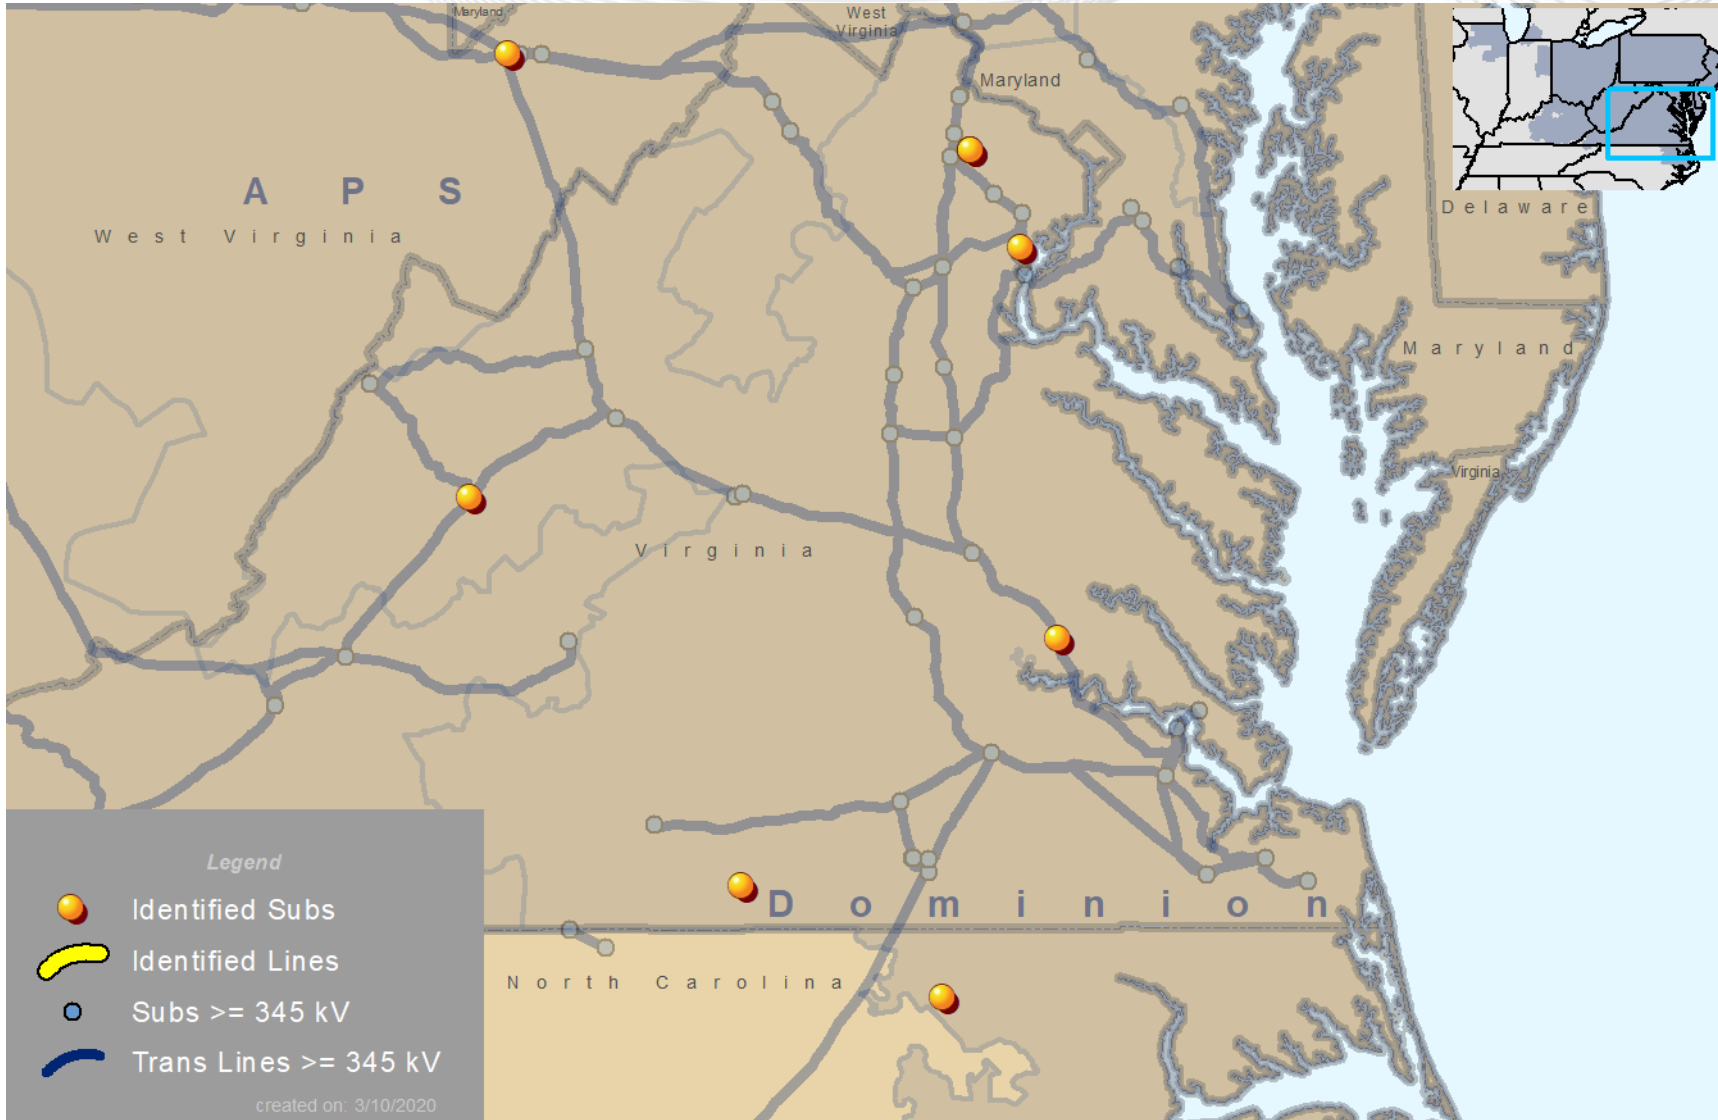 Maryland
West
Virginia
Maryland
A P S
West Virginia
Delaware
Maryland
Virginia
Virginia
Dominion
North Carolina
Legend
Identified Subs
Identified Lines
Subs >= 345 kV
Trans Lines >= 345 kV
created on: 3/10/2020